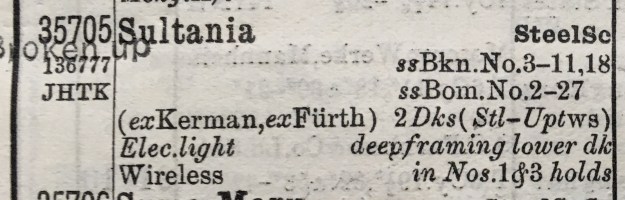 35705 Sultania SteelSc
Broken up
136777 ssBkn.No.3–11,18
JHTK ssBom.No.2–27
(exKerman,exFürth) 2Dks(Stl–Uptws)
Elec.light deepframing lower dk
Wireless in Nos.1&3 holds